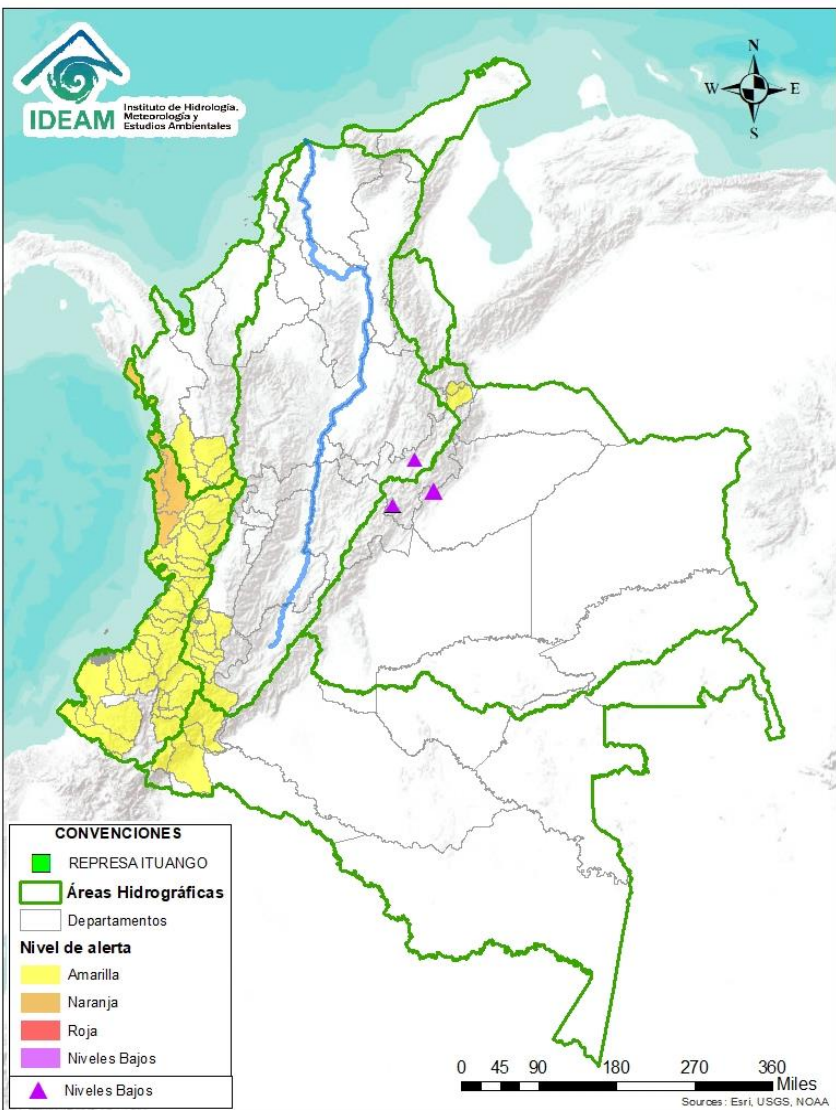 IDEAM
Instituto de Hidrología,
Meteorología y
Estudios Ambientales
N
W E
S
CONVENCIONES
REPRESA ITUANGO
Áreas Hidrográficas
Departamentos
Nivel de alerta
Amarilla
Naranja
Roja
Niveles Bajos
Niveles Bajos
0 45 90 180 270 360
Miles
Sources: Esri, USGS, NOAA